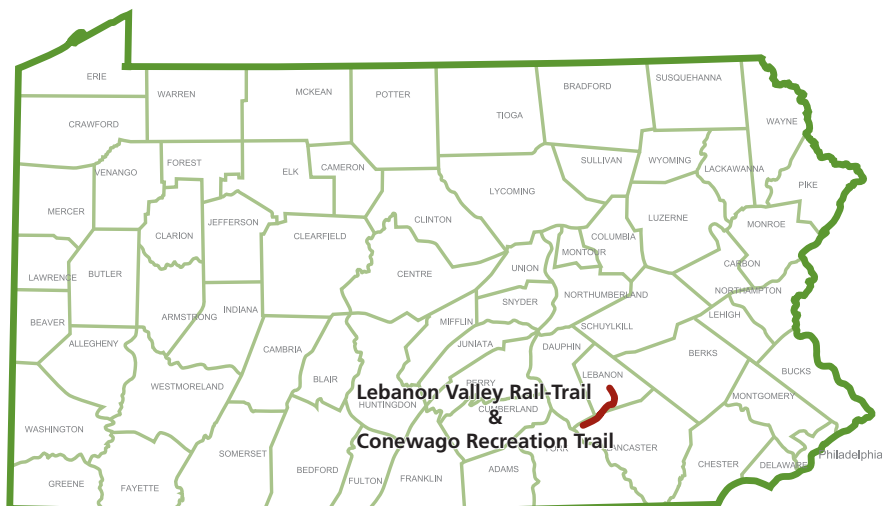 ERIE
WARREN
MCKEAN
POTTER
TIOGA
BRADFORD
SUSQUEHANNA
WAYNE
CRAWFORD
VENANGO
FOREST
ELK
CAMERON
SULLIVAN
WYOMING
LACKAWANNA
PIKE
MERCER
CLARION
JEFFERSON
CLEARFIELD
CLINTON
LYCOMING
COLUMBIA
LUZERNE
MONROE
MONTOUR
LAWRENCE
BUTLER
CENTRE
UNION
CARBON
NORTHAMPTON
SNYDER
NORTHUMBERLAND
BEAVER
ARMSTRONG
INDIANA
MIFFLIN
SCHUYLKILL
LEHIGH
ALLEGHENY
CAMBRIA
JUNIATA
DAUPHIN
BERKS
BLAIR
LEBANON
BUCKS
WESTMORELAND
PERRY
Lebanon Valley Rail-Trail
MONTGOMERY
HUNTINGDON
CUMBERLAND
&
WASHINGTON
Conewago Recreation Trail
YORK
LANCASTER
SOMERSET
Philadelphia
BEDFORD
FULTON
FRANKLIN
ADAMS
CHESTER
DELAWARE
GREENE
FAYETTE